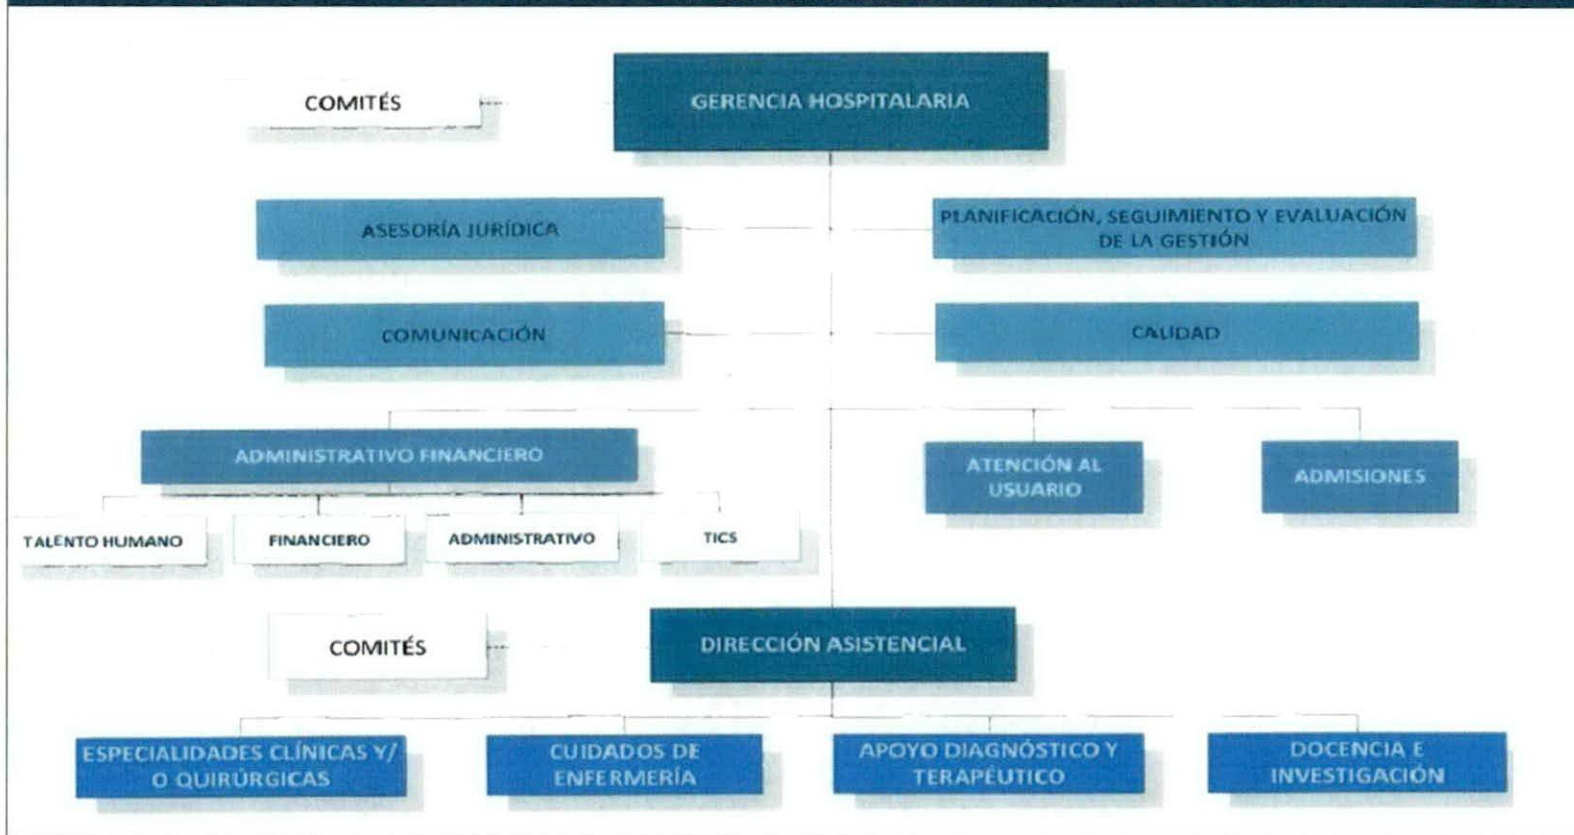 COMITÉS
GERENCIA HOSPITALARIA
ASESORÍA JURÍDICA
PLANIFICACIÓN, SEGUIMIENTO Y EVALUACIÓN
DE LA GESTIÓN
COMUNICACIÓN
CALIDAD
ADMINISTRATIVO FINANCIERO
ATENCIÓN AL
USUARIO
ADMISIONES
TALENTO HUMANO
FINANCIERO
ADMINISTRATIVO
TICS
COMITÉS
DIRECCIÓN ASISTENCIAL
ESPECIALIDADES CLÍNICAS Y/
O QUIRÚRGICAS
CUIDADOS DE
ENFERMERÍA
APOYO DIAGNÓSTICO Y
TERAPÉUTICO
DOCENCIA E
INVESTIGACIÓN